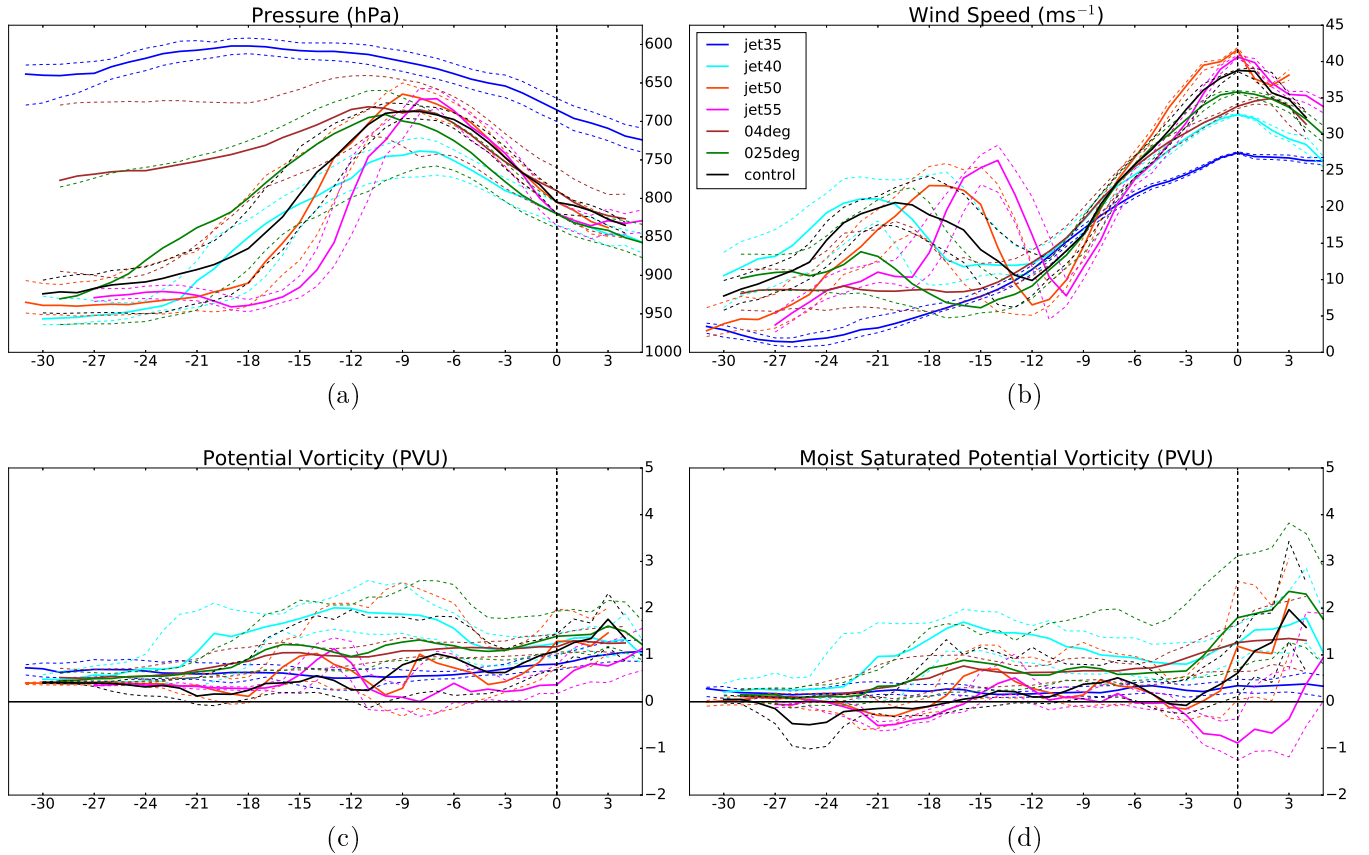 Pressure (hPa)
600
650
700
750
800
850
900
950
1000
-30 -27 -24 -21 -18 -15 -12 -9 -6 -3 0 3
(a)
Wind Speed (ms⁻¹)
jet35
jet40
jet50
jet55
04deg
025deg
control
45
40
35
30
25
20
15
10
5
0
-30 -27 -24 -21 -18 -15 -12 -9 -6 -3 0 3
(b)
Potential Vorticity (PVU)
5
4
3
2
1
0
−1
−2
-30 -27 -24 -21 -18 -15 -12 -9 -6 -3 0 3
(c)
Moist Saturated Potential Vorticity (PVU)
5
4
3
2
1
0
−1
−2
-30 -27 -24 -21 -18 -15 -12 -9 -6 -3 0 3
(d)